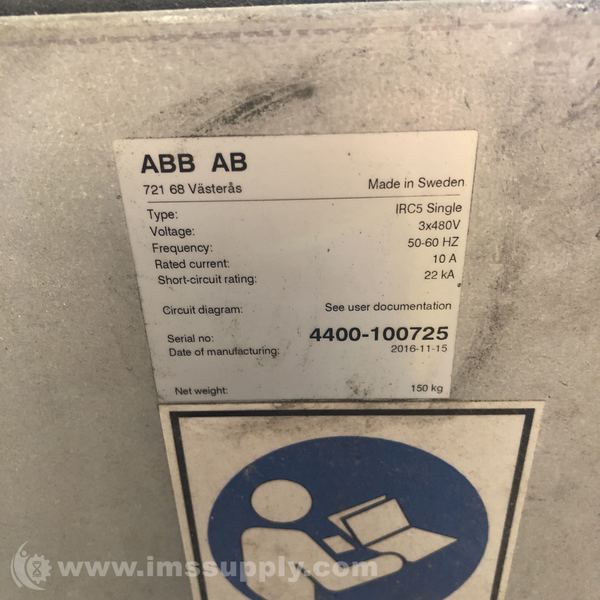 ABB AB
721 68 Västerås Made in Sweden
Type: IRC5 Single
Voltage: 3x480V
Frequency: 50-60 HZ
Rated current: 10 A
Short-circuit rating: 22 kA
Circuit diagram: See user documentation
Serial no: 4400-100725
Date of manufacturing: 2016-11-15
Net weight: 150 kg
www.imssupply.com